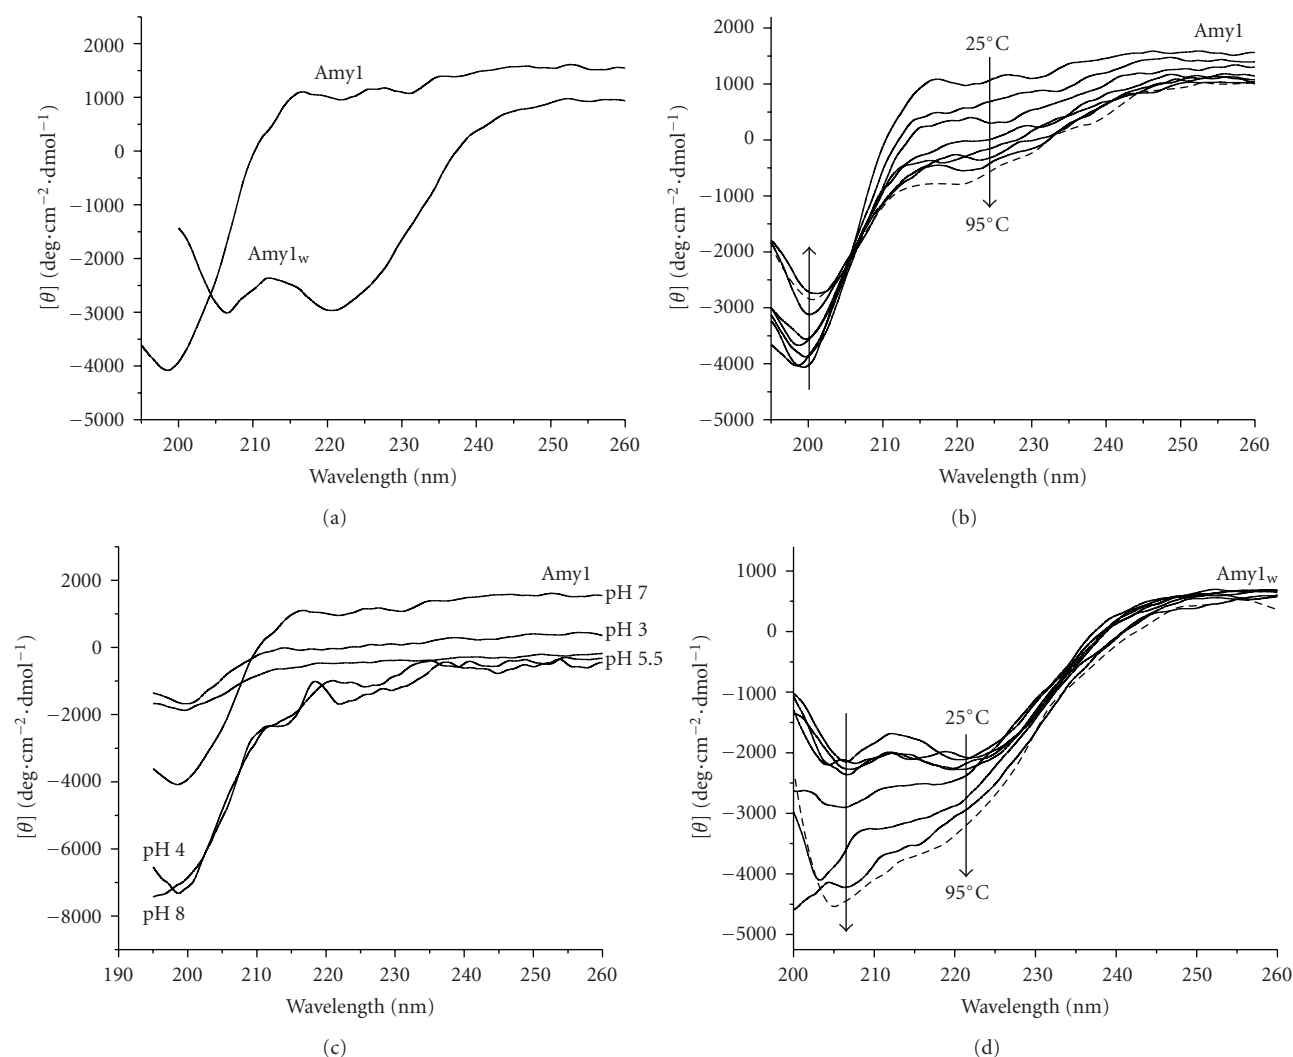 2000
1000
0
−1000
−2000
−3000
−4000
−5000
[θ] (deg·cm−2·dmol−1)
Amy1
Amy1w
200 210 220 230 240 250 260
Wavelength (nm)
(a)
2000
1000
0
−1000
−2000
−3000
−4000
−5000
[θ] (deg·cm−2·dmol−1)
Amy1
25°C
95°C
200 210 220 230 240 250 260
Wavelength (nm)
(b)
2000
0
−2000
−4000
−6000
−8000
[θ] (deg·cm−2·dmol−1)
Amy1
pH 7
pH 3
pH 5.5
pH 4
pH 8
190 200 210 220 230 240 250 260
Wavelength (nm)
(c)
1000
0
−1000
−2000
−3000
−4000
−5000
[θ] (deg·cm−2·dmol−1)
Amy1w
25°C
95°C
200 210 220 230 240 250 260
Wavelength (nm)
(d)